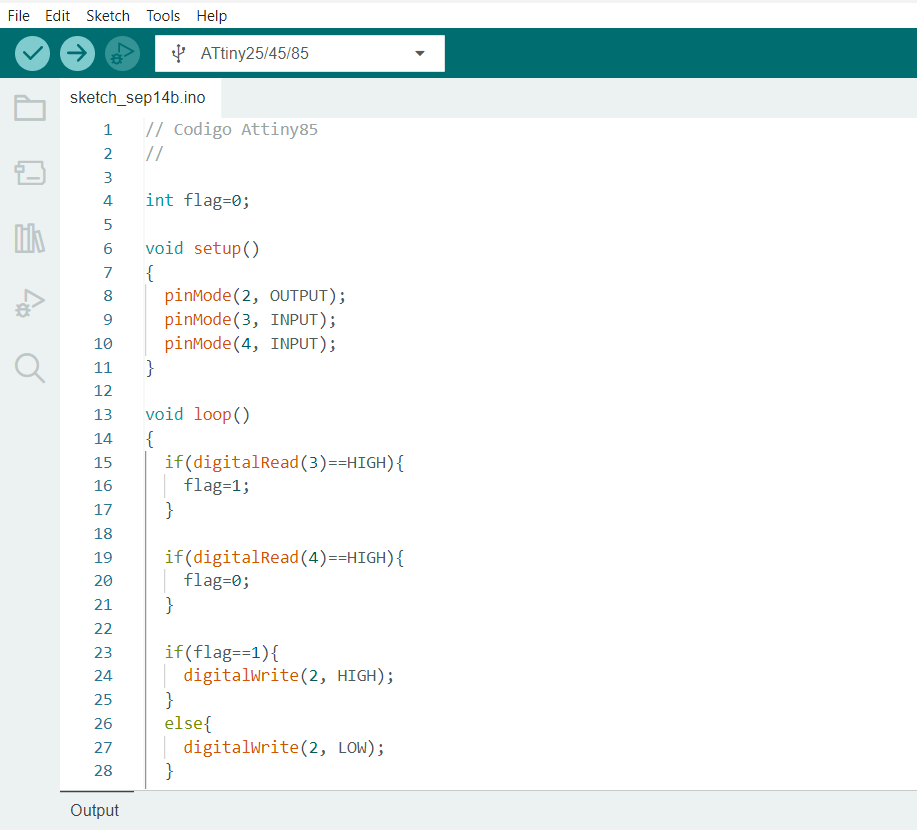 File Edit Sketch Tools Help
ATtiny25/45/85
sketch_sep14b.ino
1 // Codigo Attiny85
2 //
3
4 int flag=0;
5
6 void setup()
7 {
8 pinMode(2, OUTPUT);
9 pinMode(3, INPUT);
10 pinMode(4, INPUT);
11 }
12
13 void loop()
14 {
15 if(digitalRead(3)==HIGH){
16 flag=1;
17 }
18
19 if(digitalRead(4)==HIGH){
20 flag=0;
21 }
22
23 if(flag==1){
24 digitalWrite(2, HIGH);
25 }
26 else{
27 digitalWrite(2, LOW);
28 }
Output